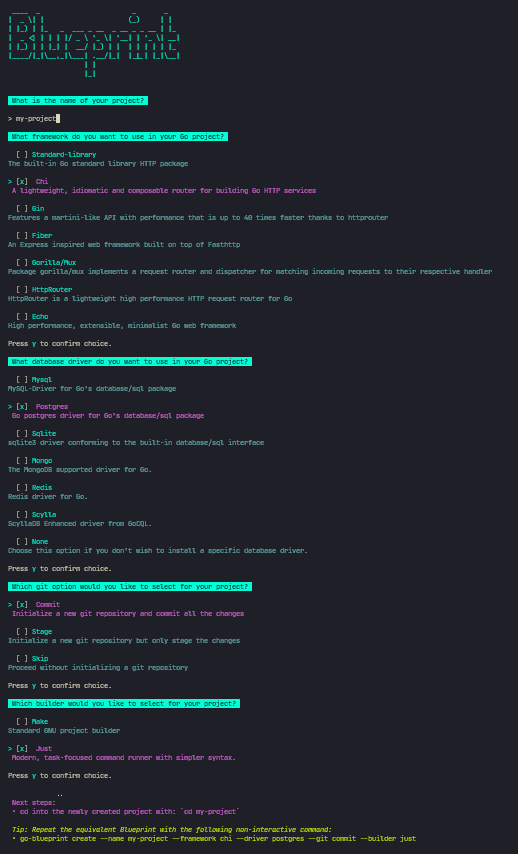 Blueprint
What is the name of your project?
> my-project
What framework do you want to use in your Go project?
[ ] Standard-library
The built-in Go standard library HTTP package
> [x] Chi
A lightweight, idiomatic and composable router for building Go HTTP services
[ ] Gin
Features a martini-like API with performance that is up to 40 times faster thanks to httprouter
[ ] Fiber
An Express inspired web framework built on top of Fasthttp
[ ] Gorilla/Mux
Package gorilla/mux implements a request router and dispatcher for matching incoming requests to their respective handler
[ ] HttpRouter
HttpRouter is a lightweight high performance HTTP request router for Go
[ ] Echo
High performance, extensible, minimalist Go web framework
Press y to confirm choice.
What database driver do you want to use in your Go project?
[ ] Mysql
MySQL-Driver for Go's database/sql package
> [x] Postgres
Go postgres driver for Go's database/sql package
[ ] Sqlite
sqlite3 driver conforming to the built-in database/sql interface
[ ] Mongo
The MongoDB supported driver for Go.
[ ] Redis
Redis driver for Go.
[ ] Scylla
ScyllaDB Enhanced driver from GoCQL.
[ ] None
Choose this option if you don't wish to install a specific database driver.
Press y to confirm choice.
Which git option would you like to select for your project?
> [x] Commit
Initialize a new git repository and commit all the changes
[ ] Stage
Initialize a new git repository but only stage the changes
[ ] Skip
Proceed without initializing a git repository
Press y to confirm choice.
Which builder would you like to select for your project?
[ ] Make
Standard GNU project builder
> [x] Just
Modern, task-focused command runner with simpler syntax.
Press y to confirm choice.
..
Next steps:
• cd into the newly created project with: `cd my-project`
Tip: Repeat the equivalent Blueprint with the following non-interactive command:
• go-blueprint create --name my-project --framework chi --driver postgres --git commit --builder just